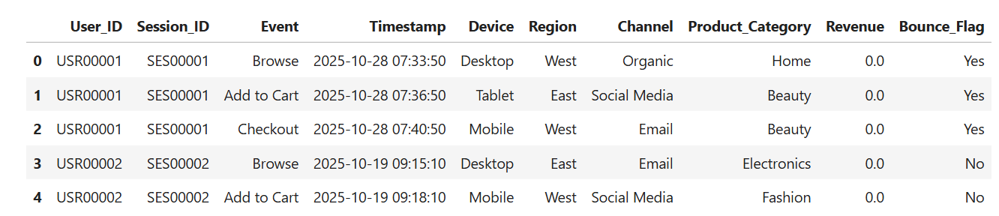 User_ID Session_ID Event Timestamp Device Region Channel Product_Category Revenue Bounce_Flag
0 USR00001 SES00001 Browse 2025-10-28 07:33:50 Desktop West Organic Home 0.0 Yes
1 USR00001 SES00001 Add to Cart 2025-10-28 07:36:50 Tablet East Social Media Beauty 0.0 Yes
2 USR00001 SES00001 Checkout 2025-10-28 07:40:50 Mobile West Email Beauty 0.0 Yes
3 USR00002 SES00002 Browse 2025-10-19 09:15:10 Desktop East Email Electronics 0.0 No
4 USR00002 SES00002 Add to Cart 2025-10-19 09:18:10 Mobile West Social Media Fashion 0.0 No